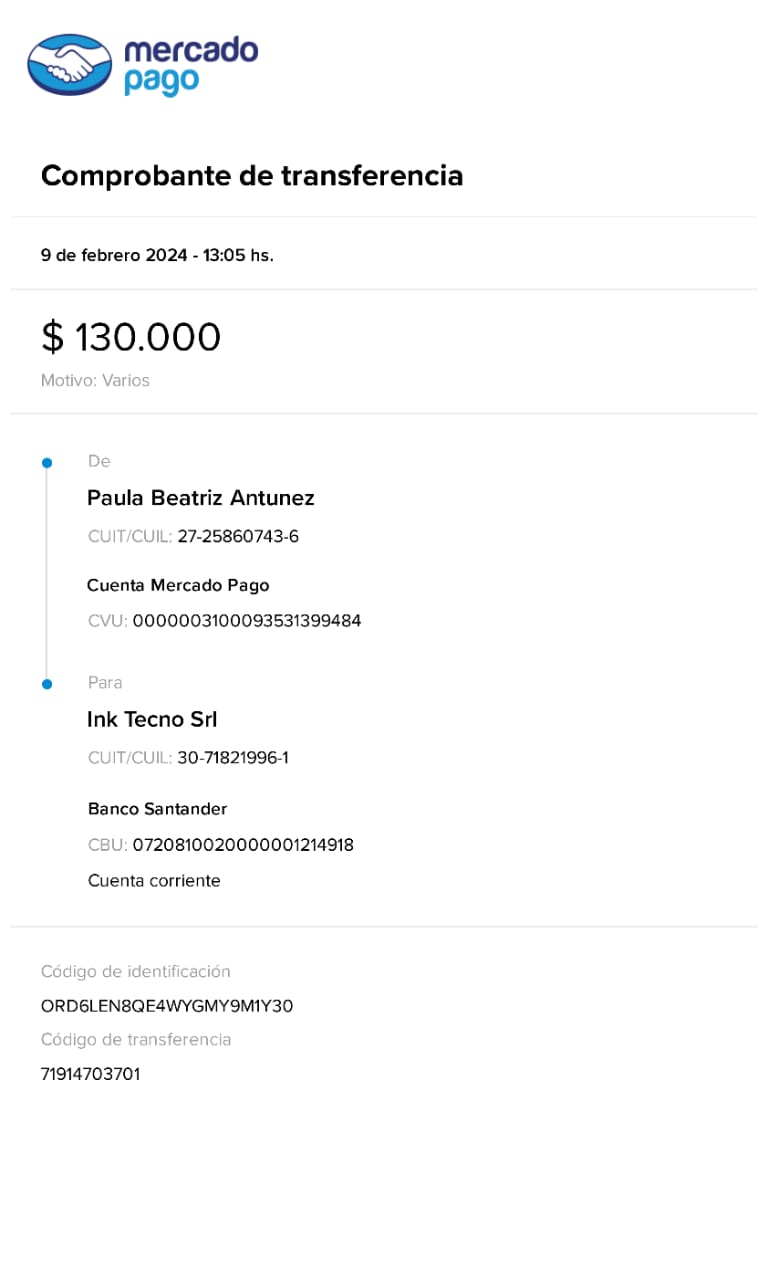 mercado
pago
Comprobante de transferencia
9 de febrero 2024 - 13:05 hs.
$ 130.000
Motivo: Varios
De
Paula Beatriz Antunez
CUIT/CUIL: 27-25860743-6
Cuenta Mercado Pago
CVU: 0000003100093531399484
Para
Ink Tecno Srl
CUIT/CUIL: 30-71821996-1
Banco Santander
CBU: 0720810020000001214918
Cuenta corriente
Código de identificación
ORD6LEN8QE4WYGMY9M1Y30
Código de transferencia
71914703701